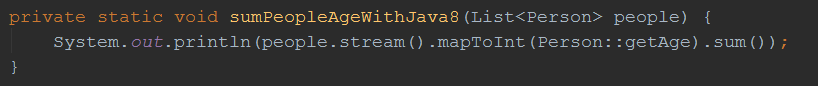 private static void sumPeopleAgeWithJava8(List<Person> people) {
    System.out.println(people.stream().mapToInt(Person::getAge).sum());
}